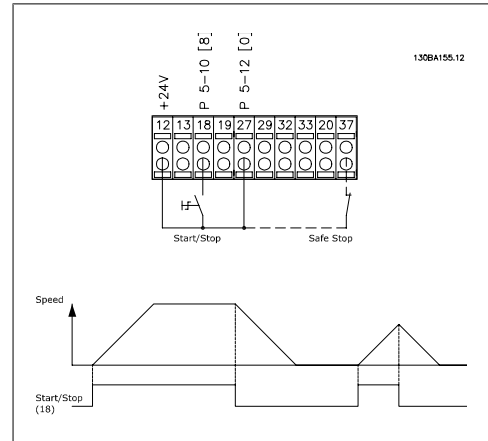 130BA155.12
+24V
P 5-10 [8]
P 5-12 [0]
12 13 18 19 27 29 32 33 20 37
Start/Stop
Safe Stop
Speed
Start/Stop
(18)